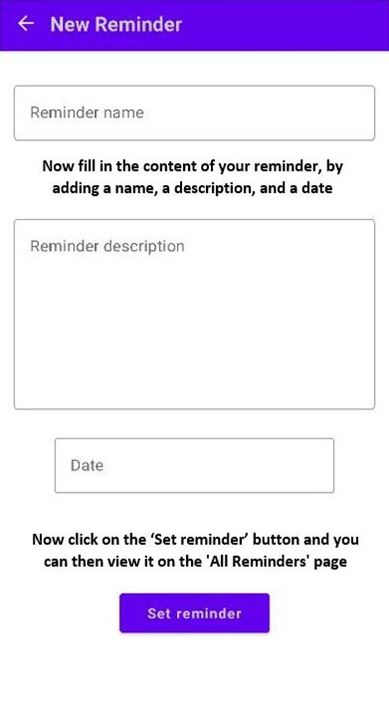 New Reminder
Reminder name
Now fill in the content of your reminder, by
adding a name, a description, and a date
Reminder description
Date
Now click on the ‘Set reminder’ button and you
can then view it on the 'All Reminders' page
Set reminder